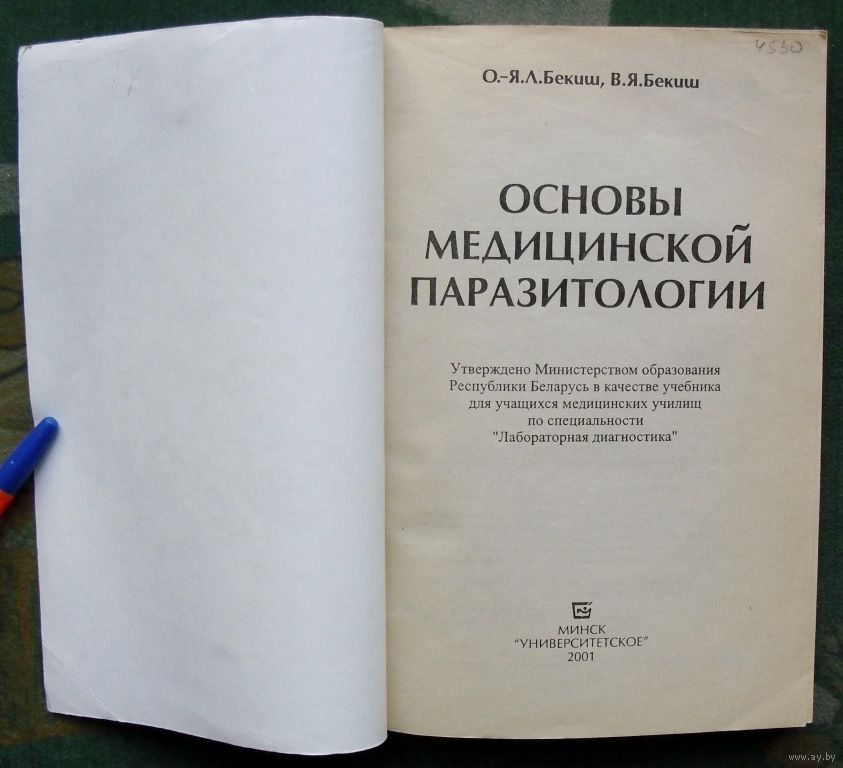 4530
О.-Я.Л.Бекиш, В.Я.Бекиш
ОСНОВЫ
МЕДИЦИНСКОЙ
ПАРАЗИТОЛОГИИ
Утверждено Министерством образования
Республики Беларусь в качестве учебника
для учащихся медицинских училищ
по специальности
"Лабораторная диагностика"
МИНСК
"УНИВЕРСИТЕТСКОЕ"
2001
www.ay.by